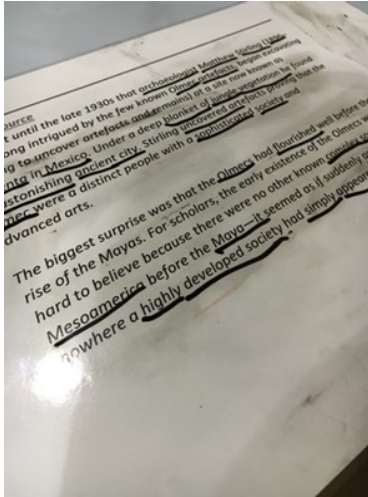 ource
t until the late 1930s that archaeologist Matthew Stirling (1896
ong intrigued by the few known Olmec artefacts, began excavating
ng to uncover artefacts and remains) at a site now known as
nta in Mexico. Under a deep blanket of jungle vegetation he found
astonishing ancient city. Stirling uncovered artefacts proving that the
mec were a distinct people with a sophisticated society and
dvanced arts.
The biggest surprise was that the Olmecs had flourished well before the
rise of the Mayas. For scholars, the early existence of the Olmecs w
hard to believe because there were no other known complex
Mesoamerica before the Maya—it seemed as if suddenly a
nowhere a highly developed society had simply appear